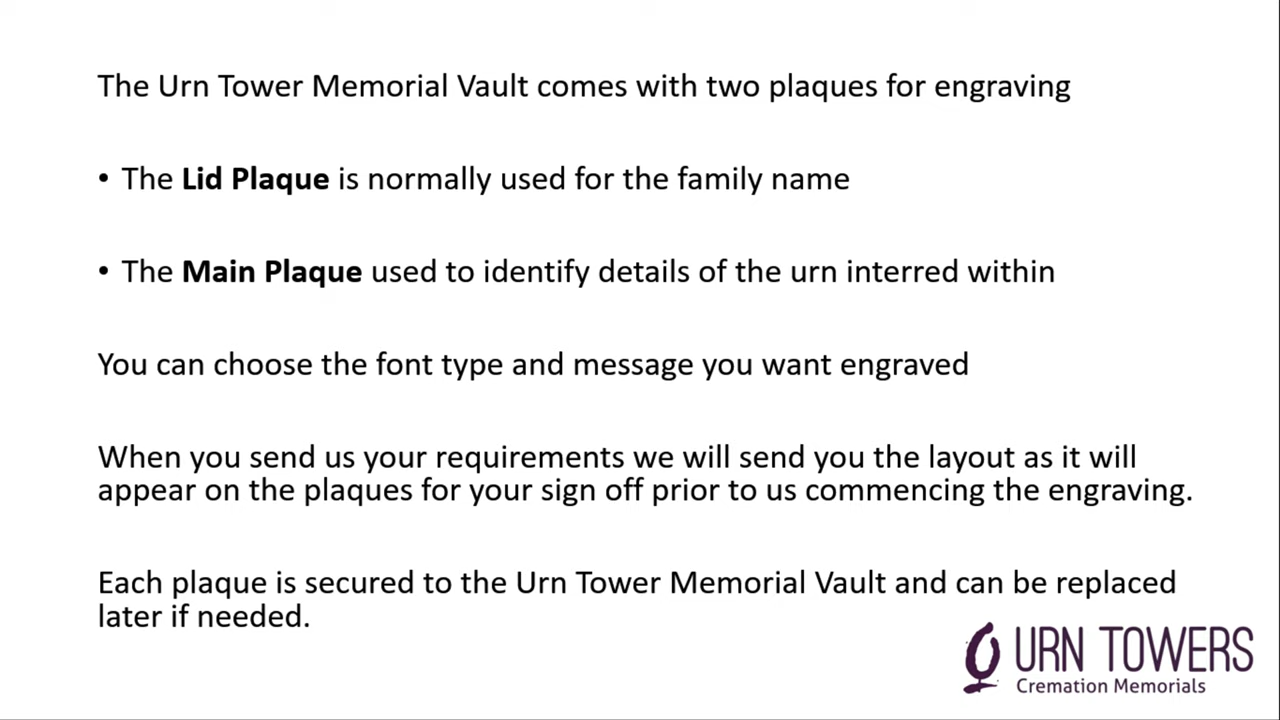 The Urn Tower Memorial Vault comes with two plaques for engraving
• The Lid Plaque is normally used for the family name
• The Main Plaque used to identify details of the urn interred within
You can choose the font type and message you want engraved
When you send us your requirements we will send you the layout as it will
appear on the plaques for your sign off prior to us commencing the engraving.
Each plaque is secured to the Urn Tower Memorial Vault and can be replaced
later if needed.
URN TOWERS
Cremation Memorials